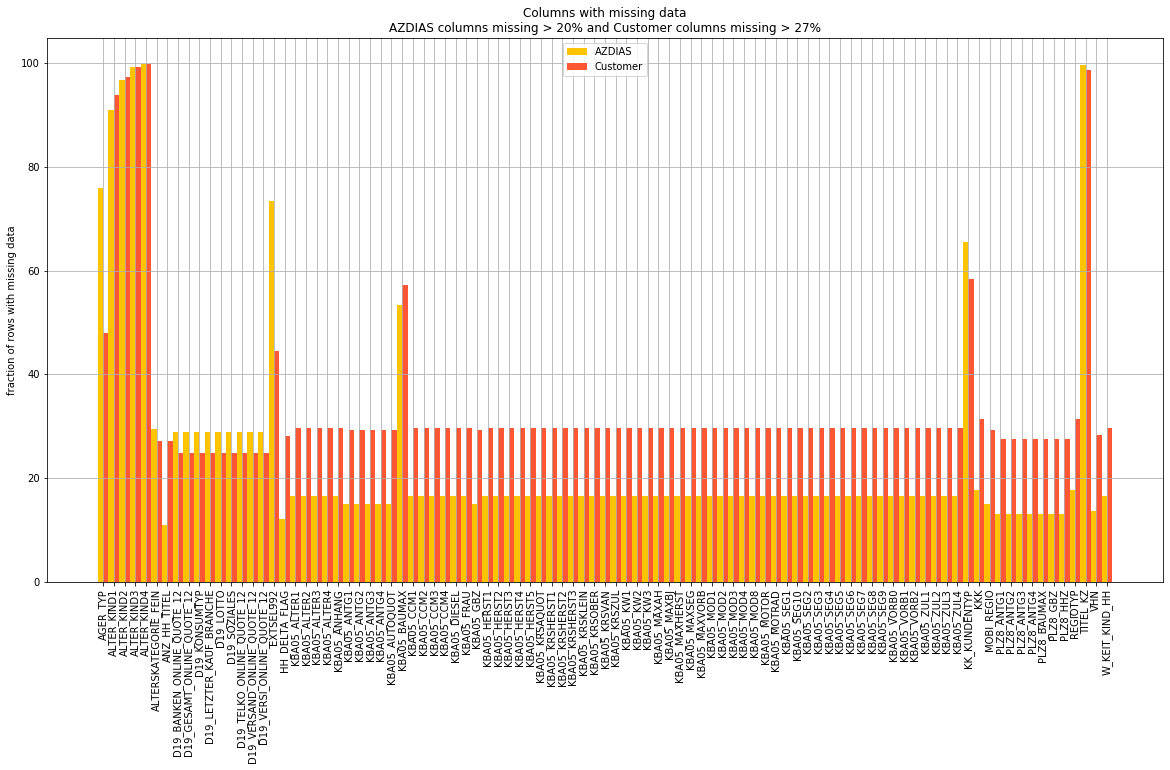 Columns with missing data
AZDIAS columns missing > 20% and Customer columns missing > 27%
AZDIAS
Customer
fraction of rows with missing data
100
80
60
40
20
0
AGER_TYP
ALTER_KIND1
ALTER_KIND2
ALTER_KIND3
ALTER_KIND4
ALTERSKATEGORIE_FEIN
ANZ_HH_TITEL
D19_BANKEN_ONLINE_QUOTE_12
D19_GESAMT_ONLINE_QUOTE_12
D19_KONSUMTYP
D19_LETZTER_KAUF_BRANCHE
D19_LOTTO
D19_SOZIALES
D19_TELKO_ONLINE_QUOTE_12
D19_VERSAND_ONLINE_QUOTE_12
D19_VERSI_ONLINE_QUOTE_12
EXTSEL992
HH_DELTA_FLAG
KBA05_ALTER1
KBA05_ALTER2
KBA05_ALTER3
KBA05_ALTER4
KBA05_ANHANG
KBA05_ANTG1
KBA05_ANTG2
KBA05_ANTG3
KBA05_ANTG4
KBA05_AUTOQUOT
KBA05_BAUMAX
KBA05_CCM1
KBA05_CCM2
KBA05_CCM3
KBA05_CCM4
KBA05_DIESEL
KBA05_FRAU
KBA05_GBZ
KBA05_HERST1
KBA05_HERST2
KBA05_HERST3
KBA05_HERST4
KBA05_HERST5
KBA05_KRSAQUOT
KBA05_KRSHERST1
KBA05_KRSHERST2
KBA05_KRSHERST3
KBA05_KRSKLEIN
KBA05_KRSOBER
KBA05_KRSVAN
KBA05_KRSZUL
KBA05_KW1
KBA05_KW2
KBA05_KW3
KBA05_MAXAH
KBA05_MAXBJ
KBA05_MAXHERST
KBA05_MAXSEG
KBA05_MAXVORB
KBA05_MOD1
KBA05_MOD2
KBA05_MOD3
KBA05_MOD4
KBA05_MOD8
KBA05_MOTOR
KBA05_MOTRAD
KBA05_SEG1
KBA05_SEG10
KBA05_SEG2
KBA05_SEG3
KBA05_SEG4
KBA05_SEG5
KBA05_SEG6
KBA05_SEG7
KBA05_SEG8
KBA05_SEG9
KBA05_VORB0
KBA05_VORB1
KBA05_VORB2
KBA05_ZUL1
KBA05_ZUL2
KBA05_ZUL3
KBA05_ZUL4
KK_KUNDENTYP
KKK
MOBI_REGIO
PLZ8_ANTG1
PLZ8_ANTG2
PLZ8_ANTG3
PLZ8_ANTG4
PLZ8_BAUMAX
PLZ8_GBZ
PLZ8_HHZ
REGIOTYP
TITEL_KZ
VHN
W_KEIT_KIND_HH